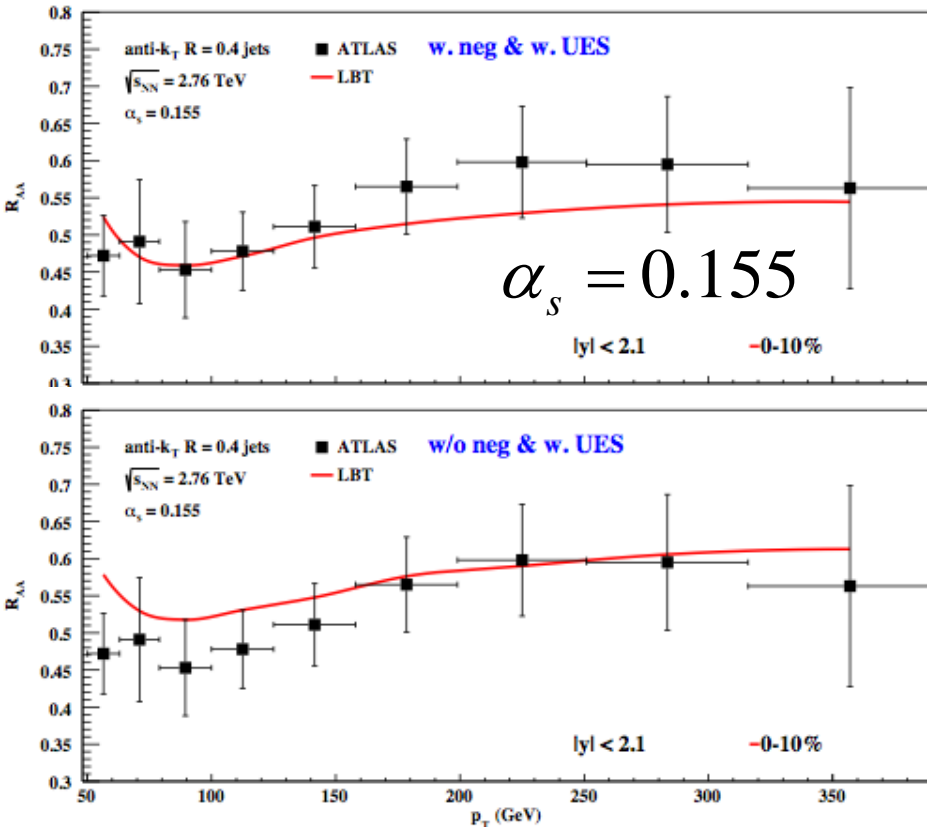 0.8
0.7
0.6
0.55
0.5
0.45
0.4
0.35
0.3
R_AA
anti-k_T R = 0.4 jets
√s_NN = 2.76 TeV
α_s = 0.155
ATLAS
LBT
w. neg & w. UES
α_s = 0.155
|y| < 2.1
0-10%
0.8
0.75
0.7
0.65
0.6
0.55
0.5
0.45
0.4
0.35
0.3
R_AA
anti-k_T R = 0.4 jets
√s_NN = 2.76 TeV
α_s = 0.155
ATLAS
LBT
w/o neg & w. UES
|y| < 2.1
0-10%
50 100 150 200 250 300 350
p_T (GeV)